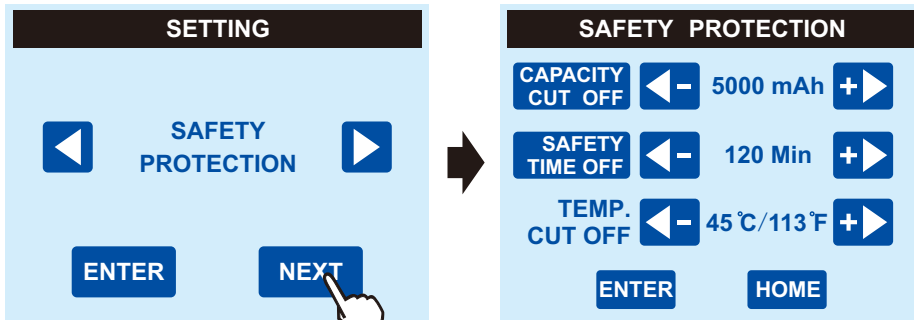 SETTING
SAFETY
PROTECTION
ENTER NEXT
SAFETY PROTECTION
CAPACITY
CUT OFF
- 5000 mAh +
SAFETY
TIME OFF
- 120 Min +
TEMP.
CUT OFF
- 45℃/113℉ +
ENTER HOME